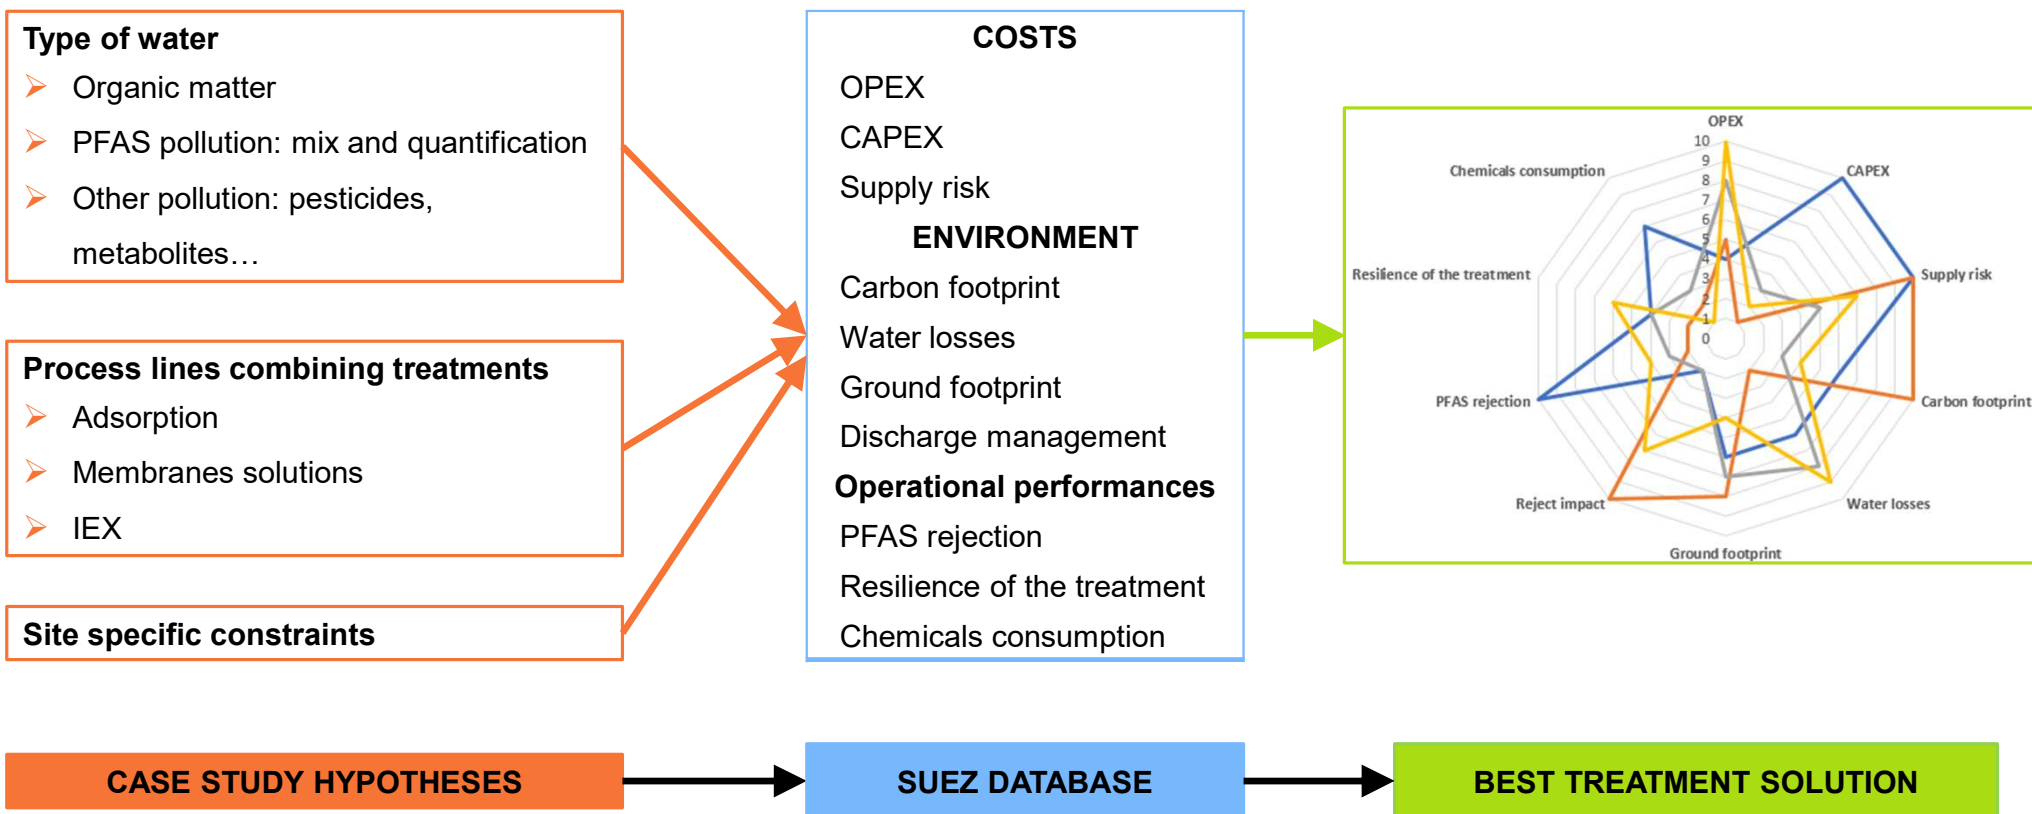 Type of water
Organic matter
PFAS pollution: mix and quantification
Other pollution: pesticides,
metabolites…
Process lines combining treatments
Adsorption
Membranes solutions
IEX
Site specific constraints
COSTS
OPEX
CAPEX
Supply risk
ENVIRONMENT
Carbon footprint
Water losses
Ground footprint
Discharge management
Operational performances
PFAS rejection
Resilience of the treatment
Chemicals consumption
OPEX
CAPEX
Supply risk
Carbon footprint
Water losses
Ground footprint
Reject impact
PFAS rejection
Resilience of the treatment
Chemicals consumption
10
9
8
7
6
5
4
3
2
1
0
CASE STUDY HYPOTHESES
SUEZ DATABASE
BEST TREATMENT SOLUTION